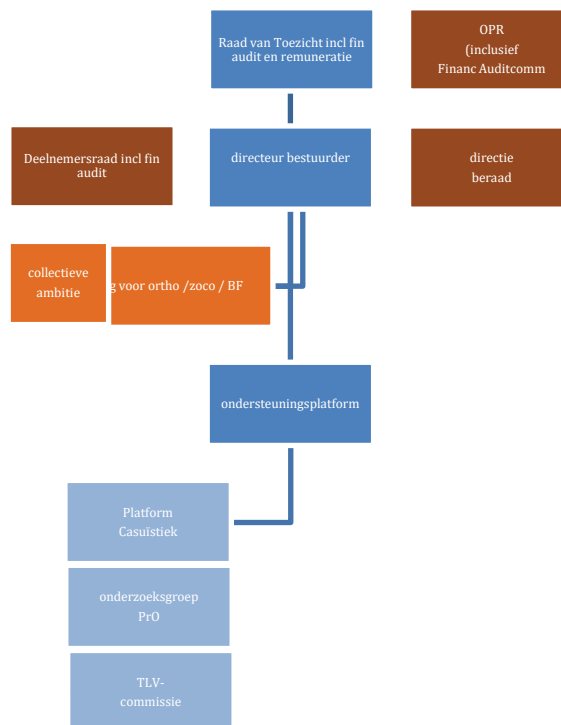 Raad van Toezicht incl fin
audit en remuneratie
OPR
(inclusief
Financ Auditcomm
Deelnemersraad incl fin
audit
directeur bestuurder
directie
beraad
collectieve
ambitie
g voor ortho /zoco / BF
ondersteuningsplatform
Platform
Casuïstiek
onderzoeksgroep
PrO
TLV-
commissie